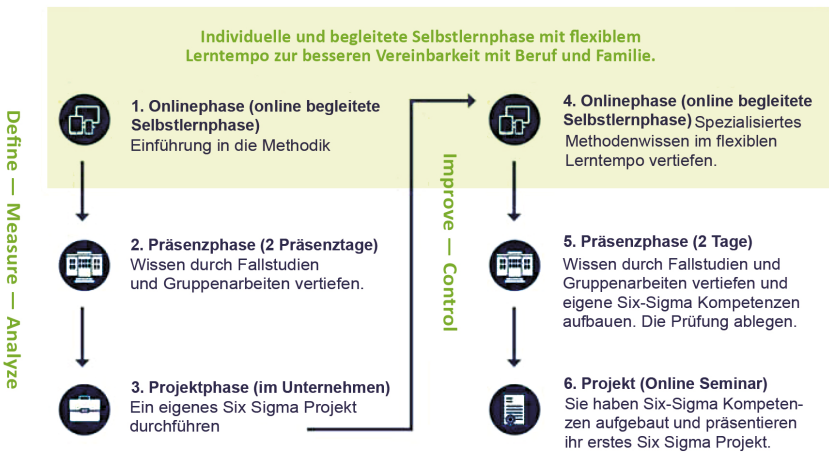 Individuelle und begleitete Selbstlernphase mit flexiblem
Lerntempo zur besseren Vereinbarkeit mit Beruf und Familie.
Define — Measure — Analyze
1. Onlinephase (online begleitete
Selbstlernphase)
Einführung in die Methodik
2. Präsenzphase (2 Präsenztage)
Wissen durch Fallstudien
und Gruppenarbeiten vertiefen.
3. Projektphase (im Unternehmen)
Ein eigenes Six Sigma Projekt
durchführen
Improve — Control
4. Onlinephase (online begleitete
Selbstlernphase) Spezialisiertes
Methodenwissen im flexiblen
Lerntempo vertiefen.
5. Präsenzphase (2 Tage)
Wissen durch Fallstudien und
Gruppenarbeiten vertiefen und
eigene Six-Sigma Kompetenzen
aufbauen. Die Prüfung ablegen.
6. Projekt (Online Seminar)
Sie haben Six-Sigma Kompeten-
zen aufgebaut und präsentieren
ihr erstes Six Sigma Projekt.